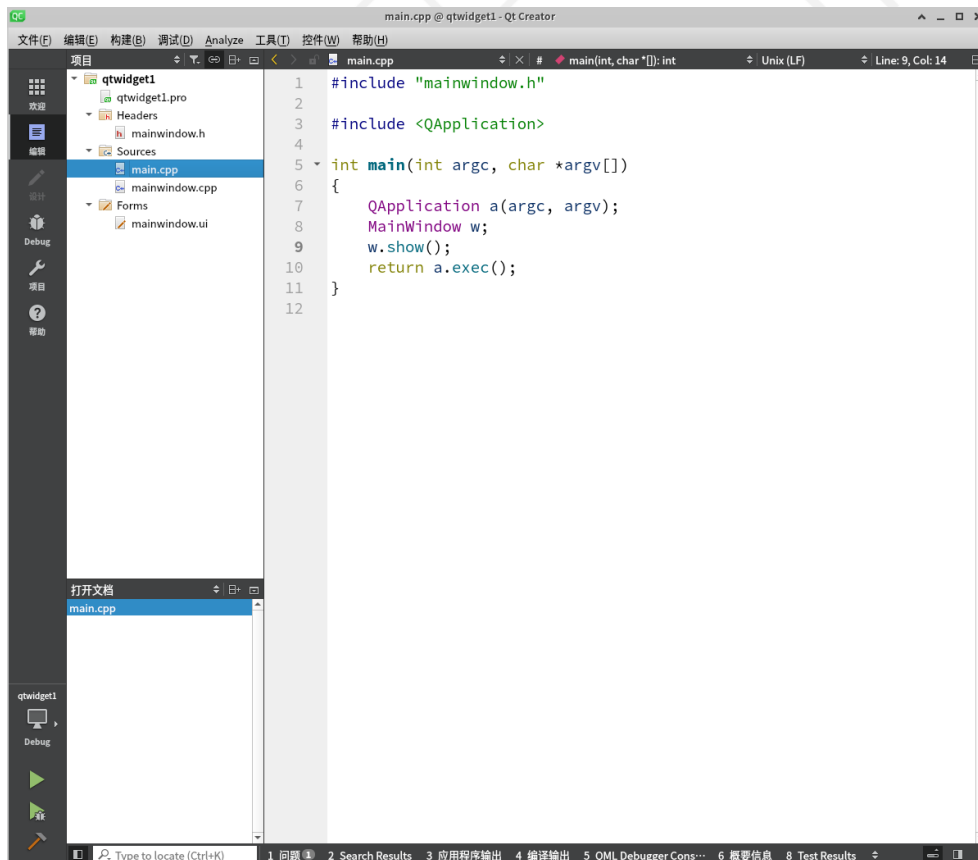 main.cpp @ qtwidget1 - Qt Creator
文件(F) 编辑(E) 构建(B) 调试(D) Analyze 工具(T) 控件(W) 帮助(H)
项目 main.cpp # main(int, char *[]): int Unix (LF) Line: 9, Col: 14
欢迎
编辑
设计
Debug
项目
帮助
qtwidget1
qtwidget1.pro
Headers
mainwindow.h
Sources
main.cpp
mainwindow.cpp
Forms
mainwindow.ui
1 #include "mainwindow.h"
2
3 #include <QApplication>
4
5 int main(int argc, char *argv[])
6 {
7 QApplication a(argc, argv);
8 MainWindow w;
9 w.show();
10 return a.exec();
11 }
12
打开文档
main.cpp
qtwidget1
Debug
Type to locate (Ctrl+K) 1 问题 1 2 Search Results 3 应用程序输出 4 编译输出 5 QML Debugger Cons··· 6 概要信息 8 Test Results